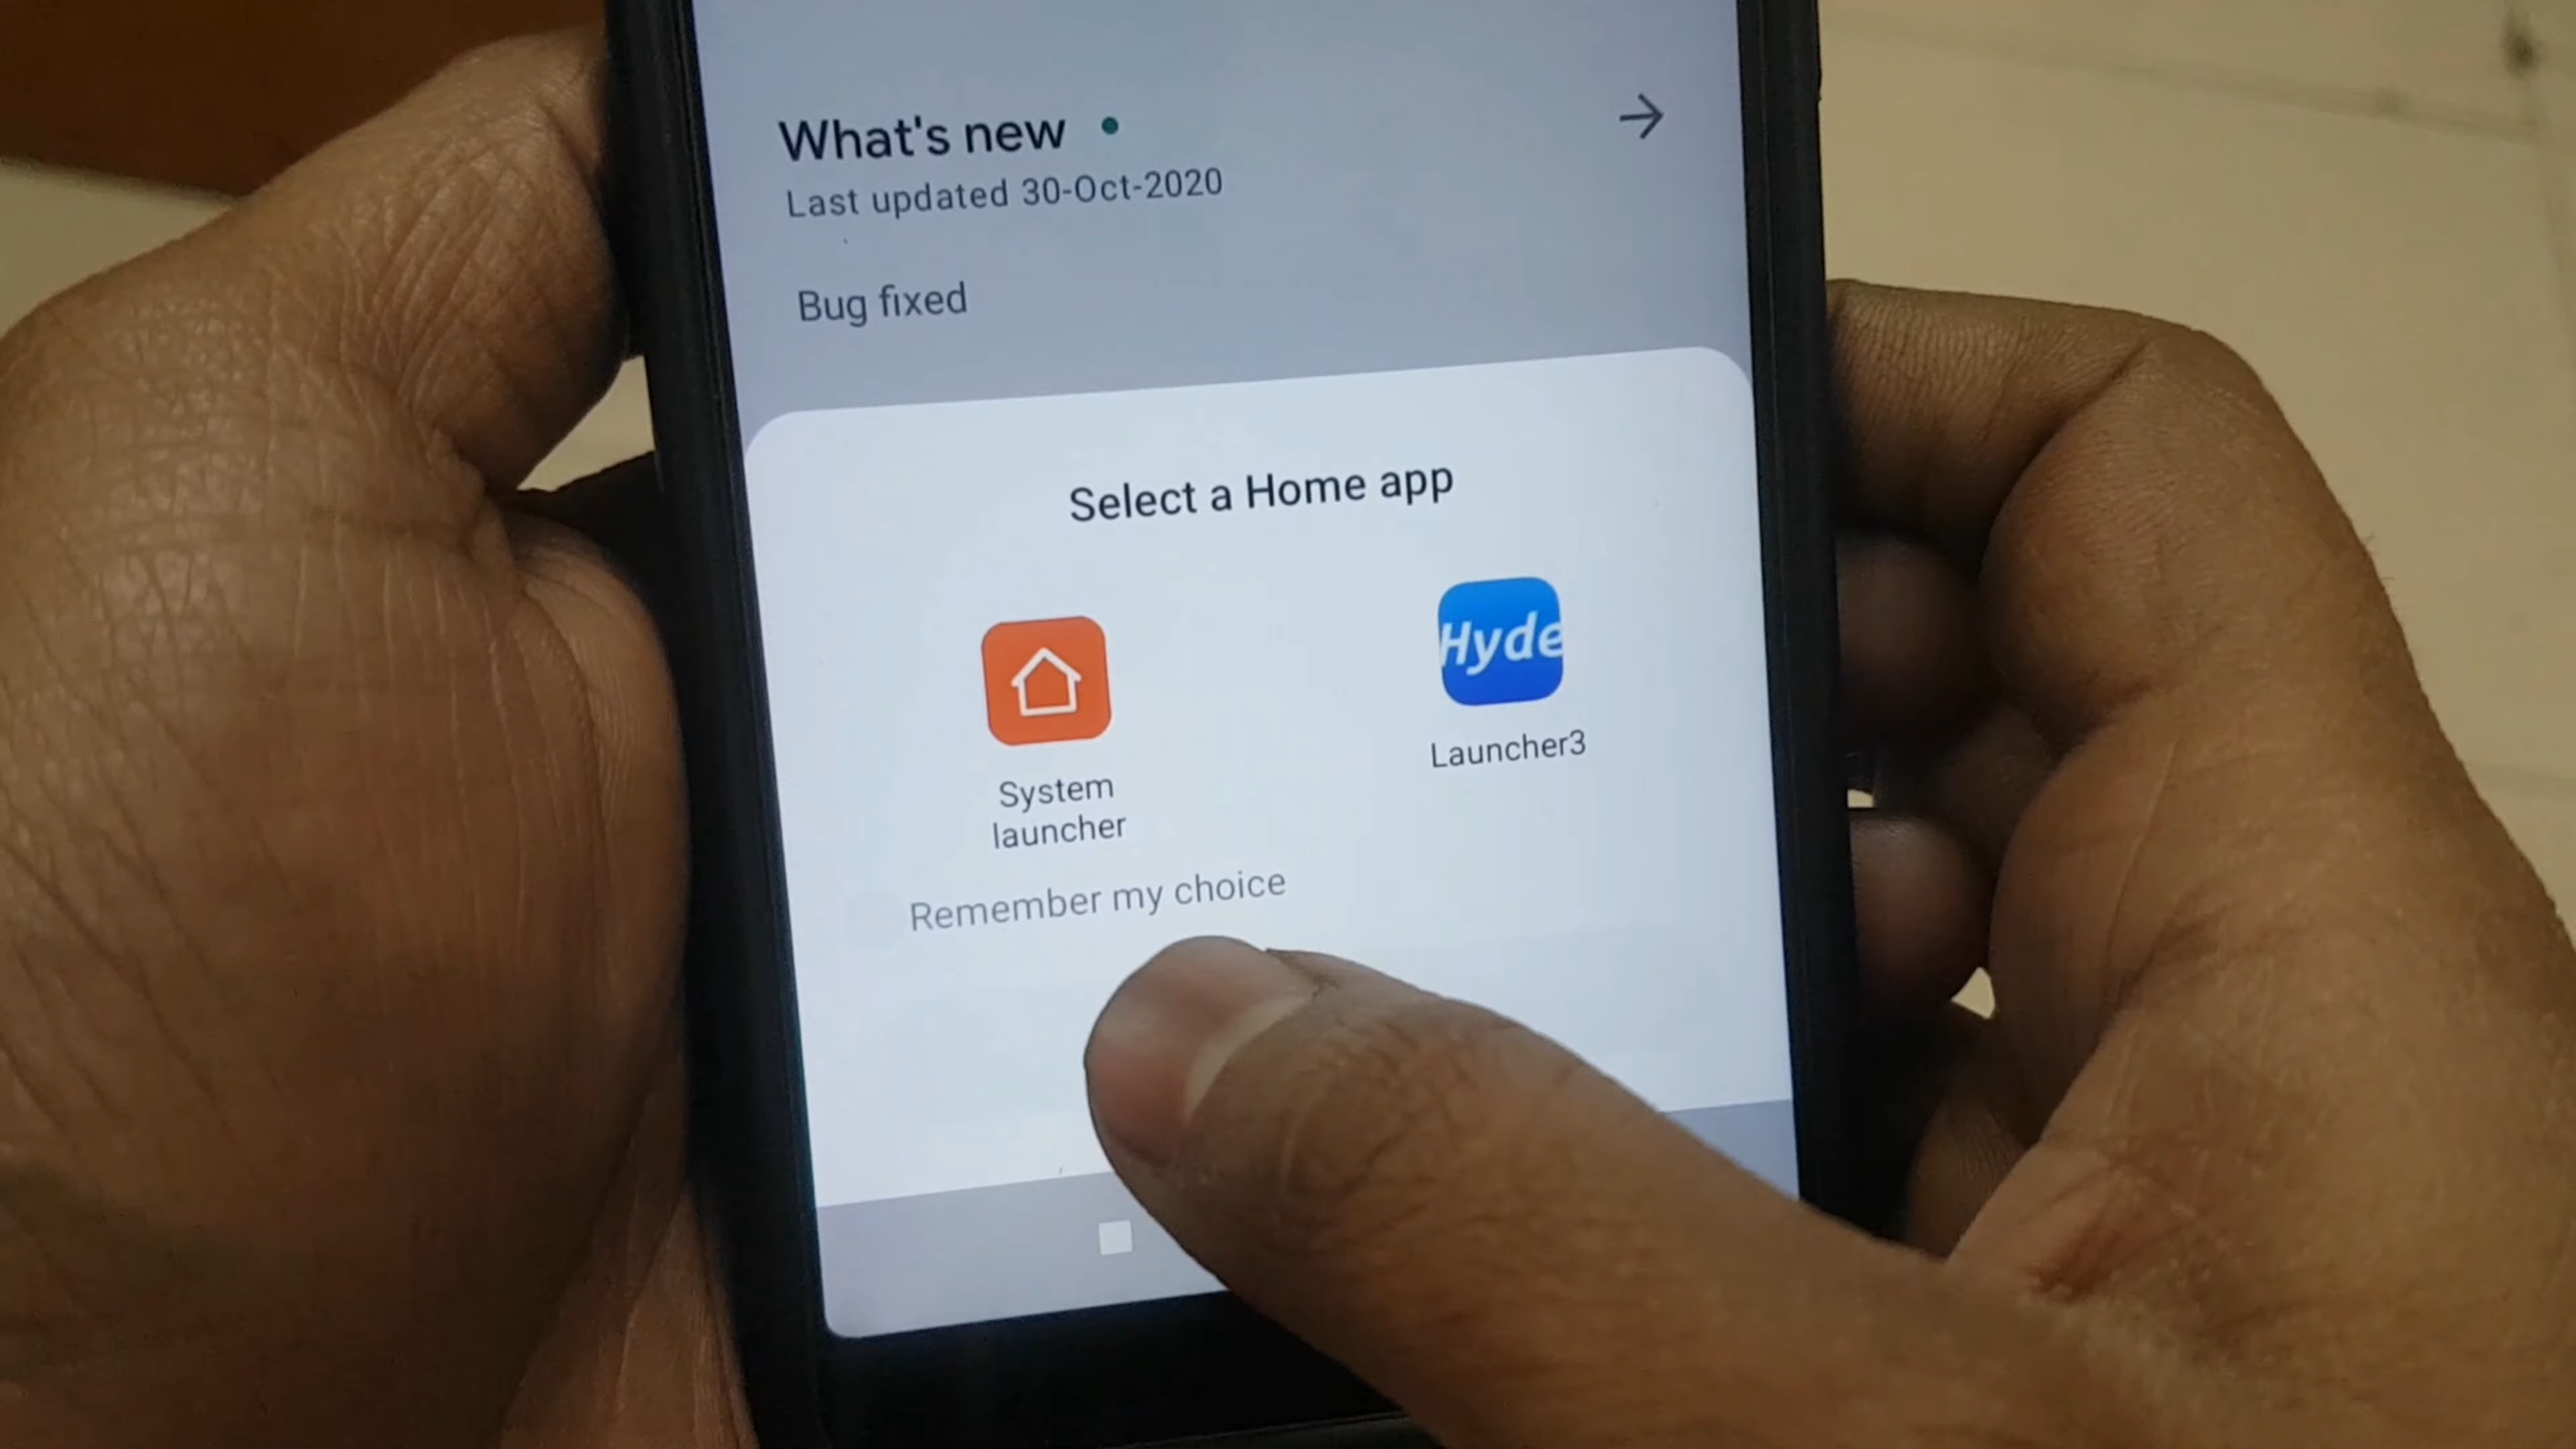 What's new
Last updated 30-Oct-2020
Bug fixed
Select a Home app
Hyde
System
launcher
Launcher3
Remember my choice